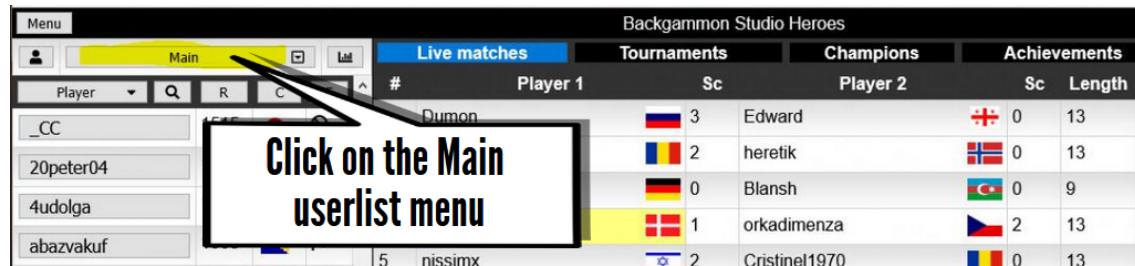 Menu
Backgammon Studio Heroes
Main
Live matches Tournaments Champions Achievements
Player R C
# Player 1 Sc Player 2 Sc Length
_CC
Dumon 3 Edward 0 13
20peter04
2 heretik 0 13
0 Blansh 0 9
4udolga
1 orkadimenza 2 13
abazvakuf
5 nissimx 2 Cristinel1970 0 13
Click on the Main
userlist menu